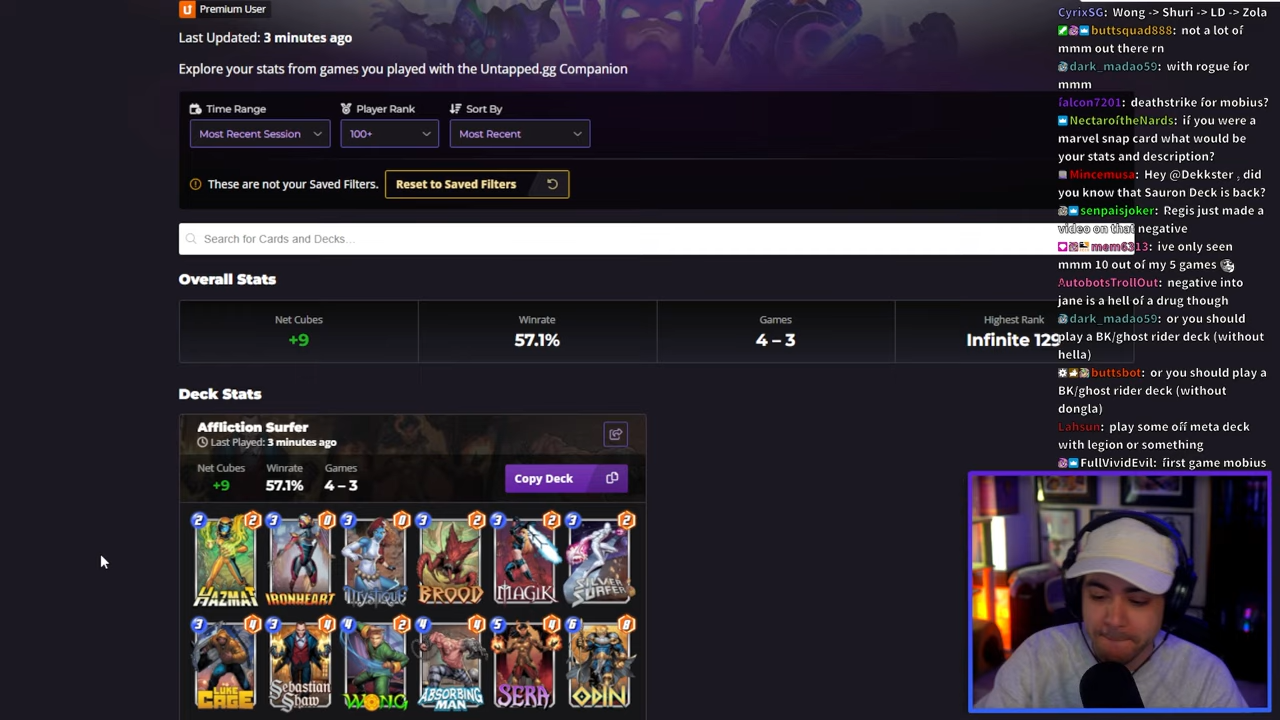 U Premium User
Last Updated: 3 minutes ago
Explore your stats from games you played with the Untapped.gg Companion
Time Range
Player Rank
Sort By
Most Recent Session
100+
Most Recent
These are not your Saved Filters.
Reset to Saved Filters
Search for Cards and Decks...
Overall Stats
Net Cubes
Winrate
Games
Highest Rank
+9
57.1%
4 – 3
Infinite 129
Deck Stats
Affliction Surfer
Last Played: 3 minutes ago
Net Cubes
Winrate
Games
+9
57.1%
4 – 3
Copy Deck
2 2 3 0 3 0 3 2 3 2 3 2
HAZMAT IRONHEART MYSTIQUE BROOD MAGIK SILVER SURFER
3 4 3 4 4 2 4 4 5 4 6 8
LUKE CAGE Sebastian Shaw WONG ABSORBING MAN SERA ODIN
CyrixSG: Wong -> Shuri -> LD -> Zola
buttsquad888: not a lot of
mmm out there rn
dark_madao59: with rogue for
mmm
falcon7201: deathstrike for mobius?
NectaroftheNards: if you were a
marvel snap card what would be
your stats and description?
Mincemusa: Hey @Dekkster , did
you know that Sauron Deck is back?
senpaisjoker: Regis just made a
video on that negative
mem6313: ive only seen
mmm 10 out of my 5 games
AutobotsTrollOut: negative into
jane is a hell of a drug though
dark_madao59: or you should
play a BK/ghost rider deck (without
hella)
buttsbot: or you should play a
BK/ghost rider deck (without
dongla)
Lahsun: play some off meta deck
with legion or something
FullVividEvil: first game mobius